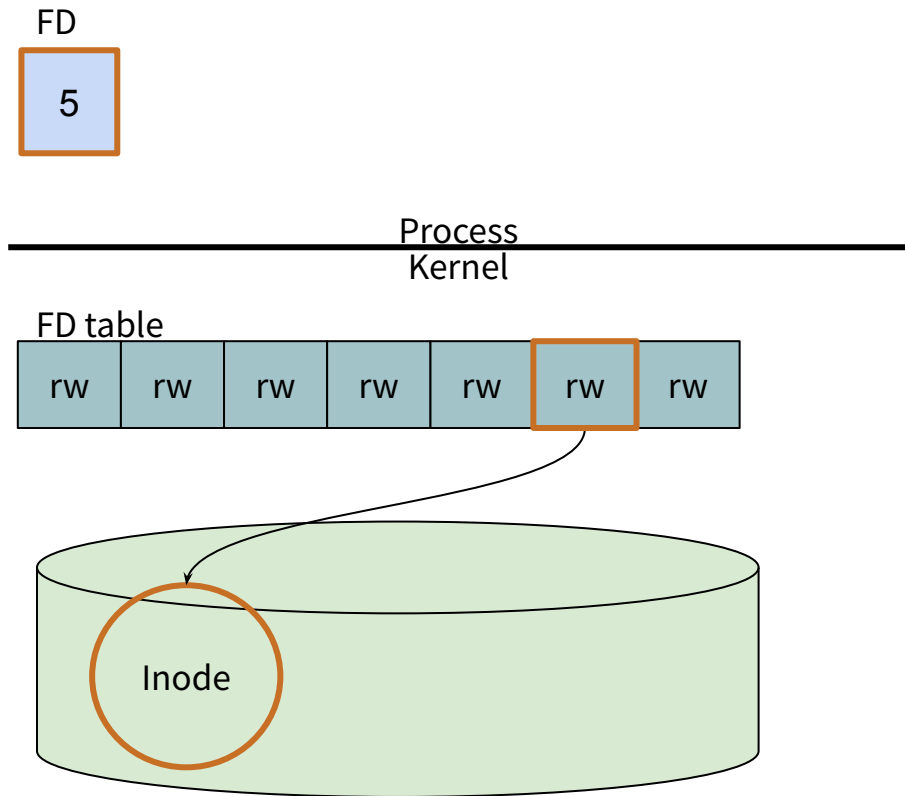 FD
5
Process
Kernel
FD table
rw rw rw rw rw rw rw
Inode